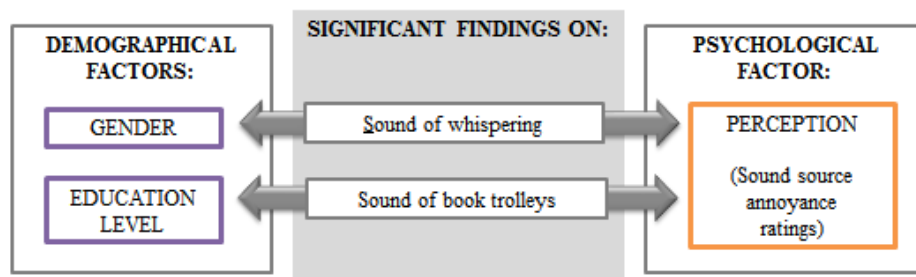 DEMOGRAPHICAL
FACTORS:
GENDER
EDUCATION
LEVEL
SIGNIFICANT FINDINGS ON:
Sound of whispering
Sound of book trolleys
PSYCHOLOGICAL
FACTOR:
PERCEPTION
(Sound source
annoyance
ratings)